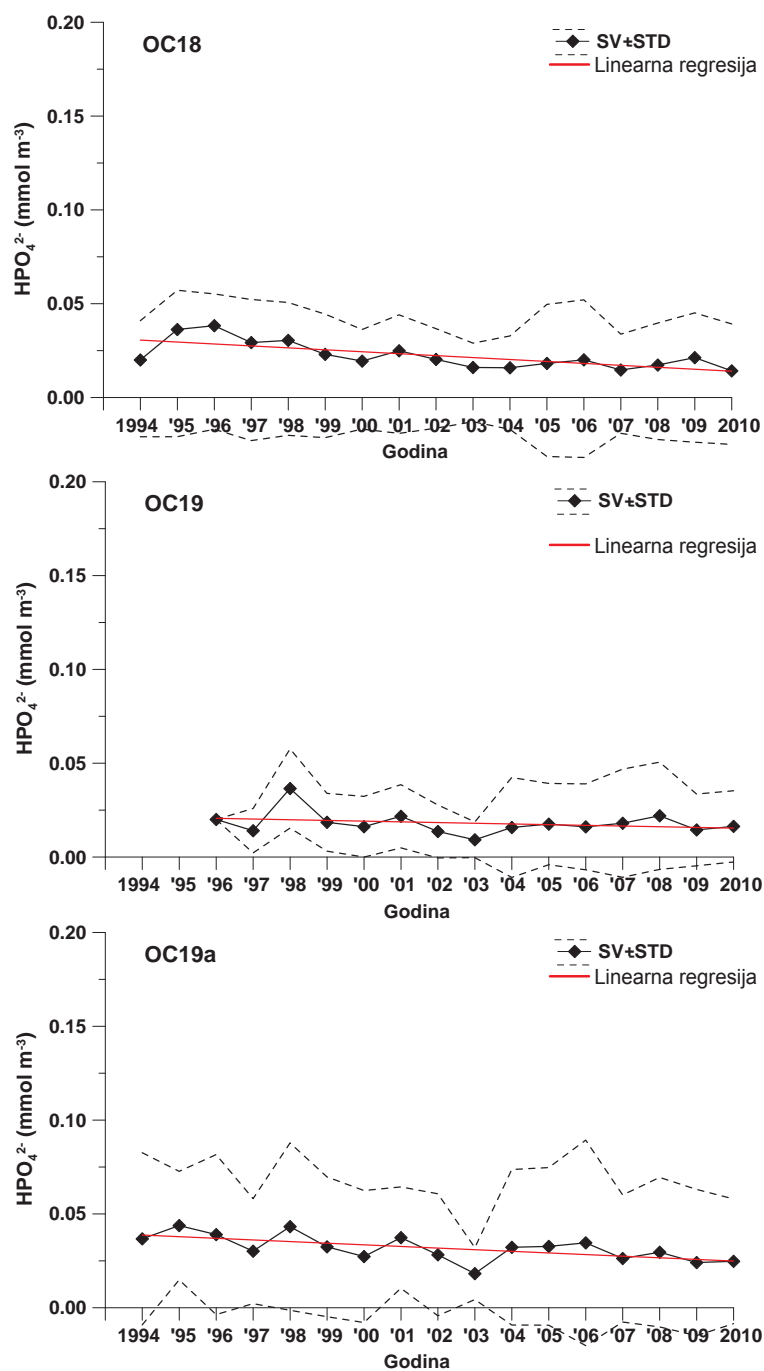 OC18
SV±STD
Linearna regresija
HPO₄²⁻ (mmol m⁻³)
0.20
0.15
0.10
0.05
0.00
1994 '95 '96 '97 '98 '99 '00 '01 '02 '03 '04 '05 '06 '07 '08 '09 2010
Godina
OC19
SV±STD
Linearna regresija
HPO₄²⁻ (mmol m⁻³)
0.20
0.15
0.10
0.05
0.00
1994 '95 '96 '97 '98 '99 '00 '01 '02 '03 '04 '05 '06 '07 '08 '09 2010
Godina
OC19a
SV±STD
Linearna regresija
HPO₄²⁻ (mmol m⁻³)
0.20
0.15
0.10
0.05
0.00
1994 '95 '96 '97 '98 '99 '00 '01 '02 '03 '04 '05 '06 '07 '08 '09 2010
Godina